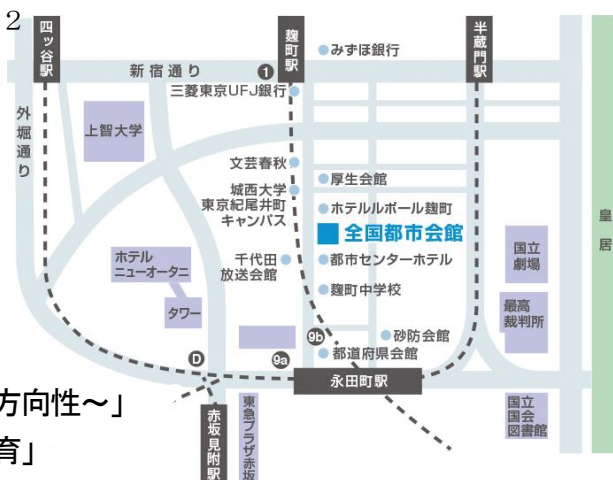 2
四ッ谷駅
麹町駅
半蔵門駅
みずほ銀行
新宿通り
1
三菱東京UFJ銀行
外堀通り
上智大学
文芸春秋
厚生会館
城西大学
東京紀尾井町
キャンパス
ホテルルポール麹町
皇居
全国都市会館
ホテル
ニューオータニ
千代田
放送会館
都市センターホテル
国立
劇場
麹町中学校
タワー
最高
裁判所
9b
砂防会館
D
9a
都道府県会館
永田町駅
方向性～」
赤坂見附駅
東急プラザ赤坂
国立
国会
図書館
育」